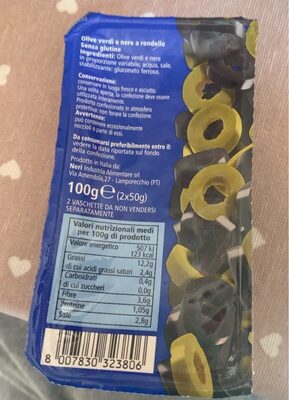 Olive verdi e nere a rondelle
Senza glutine
Ingredienti: Olive verdi e nere
in proporzione variabile, acqua, sale,
stabilizzante: gluconato ferroso.
Conservazione:
conservare in luogo fresco e asciutto.
Una volta aperta, la confezione deve essere
utilizzata interamente.
Prodotto confezionato in atmosfera
protettiva: non forare la confezione.
Avvertenze:
può contenere eccezionalmente
noccioli o parte di essi.
Da consumarsi preferibilmente entro il:
vedere la data riportata sul fondo
della confezione.
Prodotto in Italia da:
Neri Industria Alimentare srl
Via Amendola,27 - Lamporecchio (PT)
100g e (2x50g)
2 VASCHETTE DA NON VENDERSI
SEPARATAMENTE
Valori nutrizionali medi
per 100g di prodotto
Valore energetico 507 kJ
123 kcal
Grassi 12,2g
di cui acidi grassi saturi 2,4g
Carboidrati 0,4g
di cui zuccheri 0,0g
Fibre 3,6g
Proteine 1,05g
Sale 2,8g
8 007830 323806